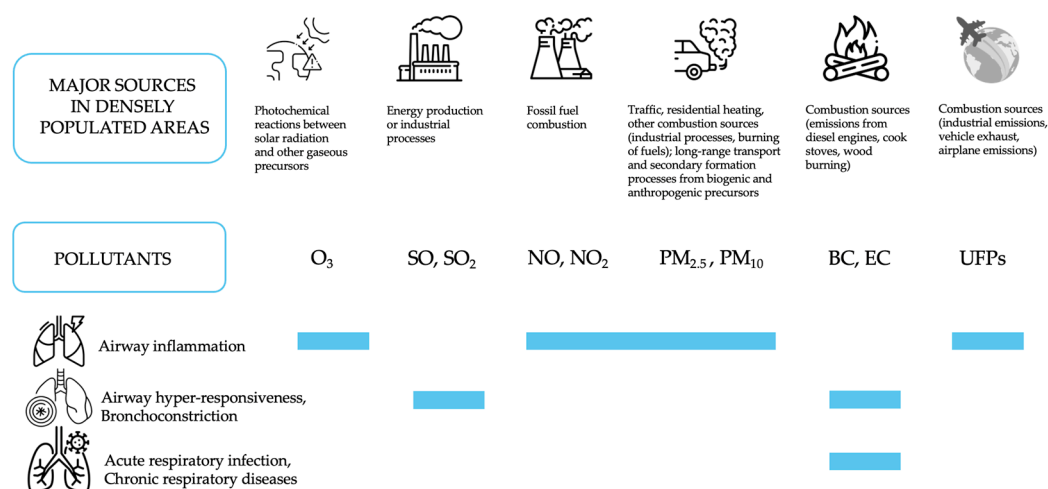 MAJOR SOURCES
IN DENSELY
POPULATED AREAS
Photochemical
reactions between
solar radiation
and other gaseous
precursors
Energy production
or industrial
processes
Fossil fuel
combustion
Traffic, residential heating,
other combustion sources
(industrial processes, burning
of fuels); long-range transport
and secondary formation
processes from biogenic and
anthropogenic precursors
Combustion sources
(emissions from
diesel engines, cook
stoves, wood
burning)
Combustion sources
(industrial emissions,
vehicle exhaust,
airplane emissions)
POLLUTANTS
O₃
SO, SO₂
NO, NO₂
PM₂.₅, PM₁₀
BC, EC
UFPs
Airway inflammation
Airway hyper-responsiveness,
Bronchoconstriction
Acute respiratory infection,
Chronic respiratory diseases